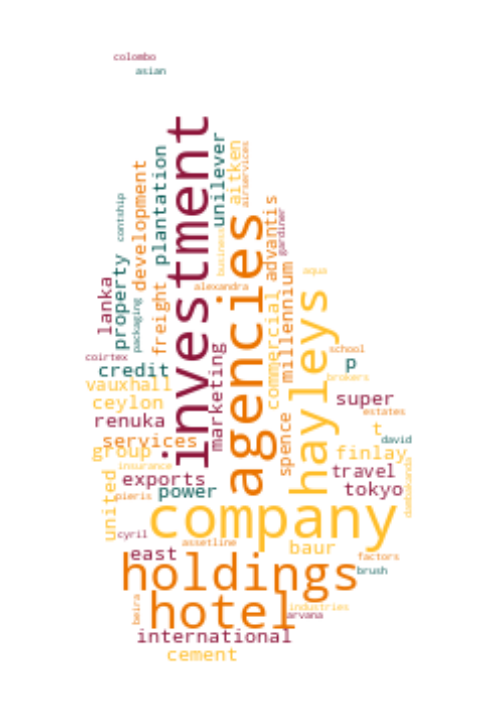 colombo
asian
investment
unilever
aitken
airservices
plantation
development
contship
agencies
business
advantis
gardiner
lanka
property
packaging
freight
alexandra
commercial
millennium
aqua
hayleys
coirtex
credit
marketing
school
p
brokers
vauxhall
ceylon
super
estates
renuka
services
spence
t
david
group
finlay
insurance
travel
dambakanda
united
exports
pieris
power
tokyo
company
cyril
assetline
east
baur
factors
holdings
brush
beira
hotel
industries
arvana
international
cement